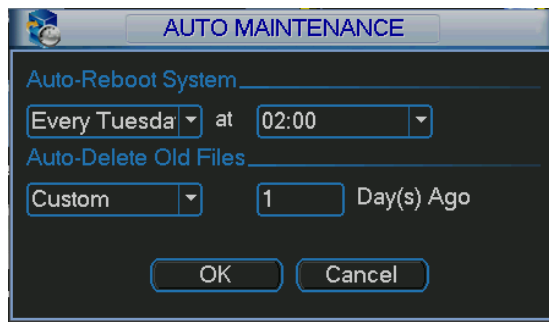 AUTO MAINTENANCE
Auto-Reboot System
Every Tuesda at 02:00
Auto-Delete Old Files
Custom 1 Day(s) Ago
OK Cancel